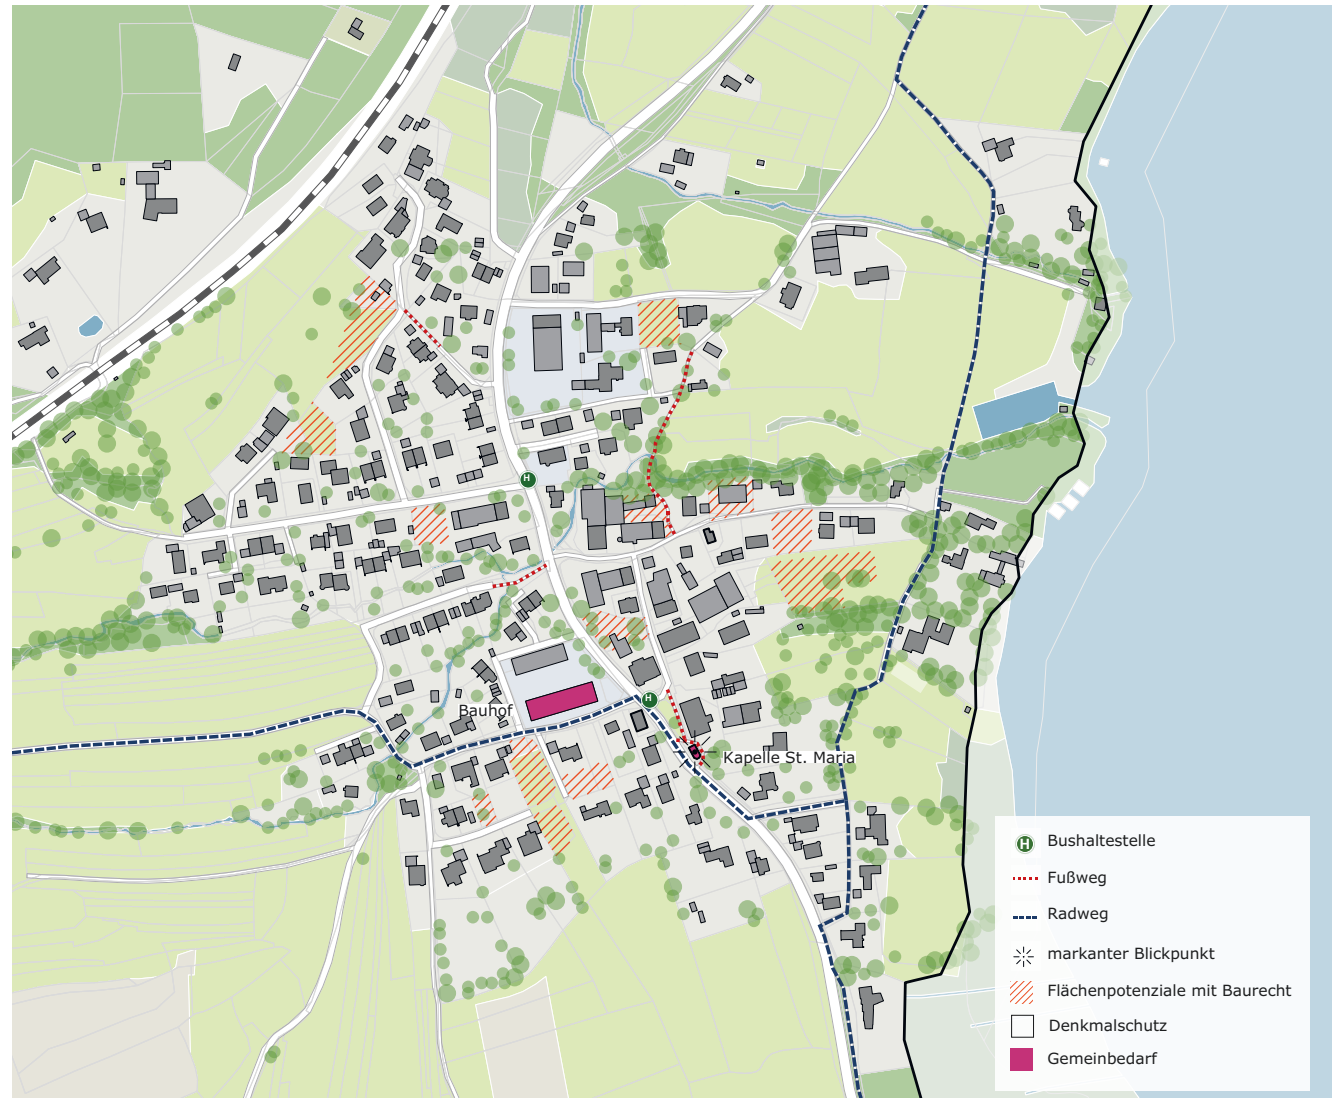 H
H
Bauhof
Kapelle St. Maria
H Bushaltestelle
Fußweg
Radweg
markanter Blickpunkt
Flächenpotenziale mit Baurecht
Denkmalschutz
Gemeinbedarf